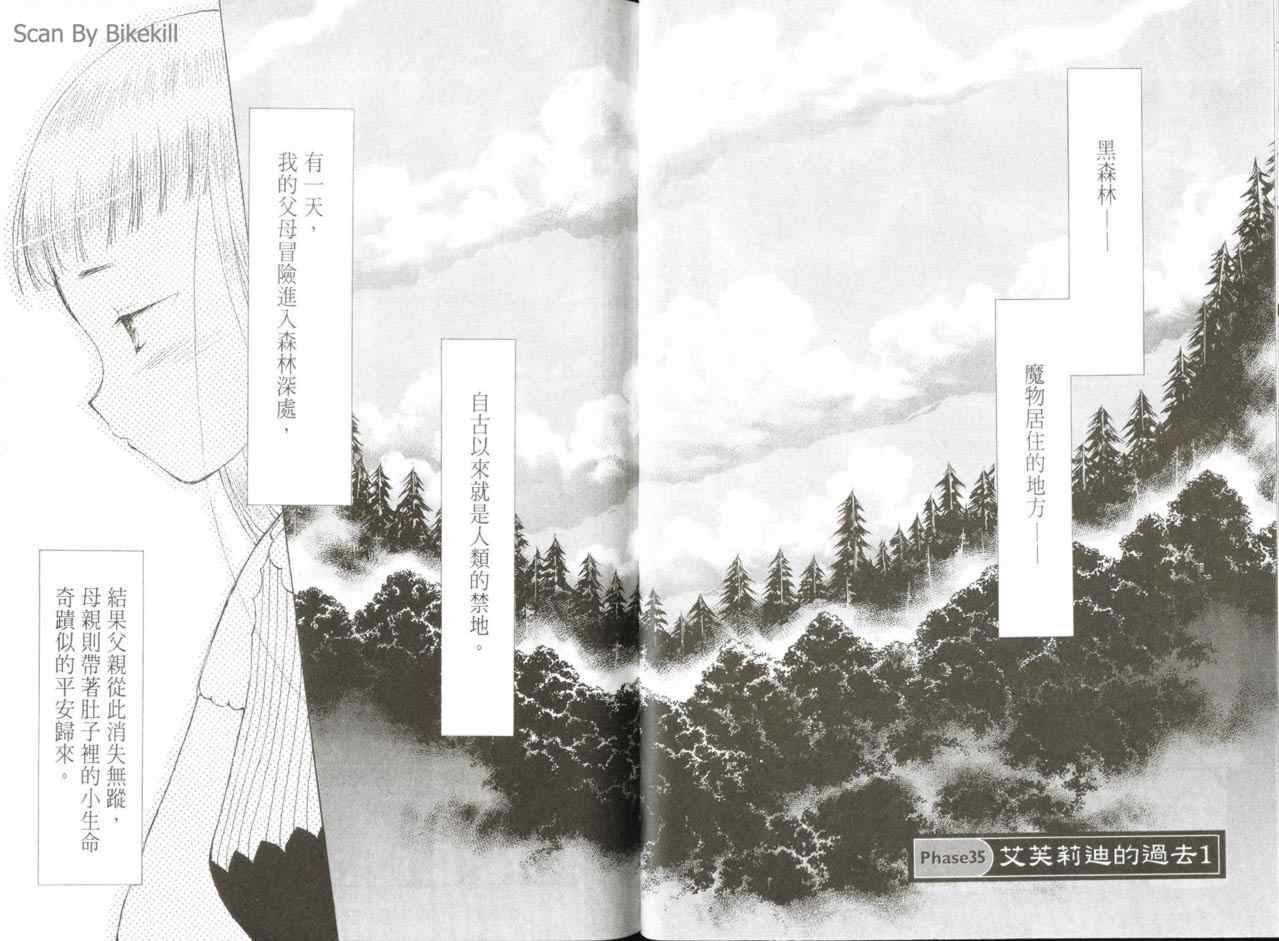 Scan By Bikekill
黑森林——
魔物居住的地方——
自古以來就是人類的禁地。
有一天，
我的父母冒險進入森林深處，
結果父親從此消失無蹤，
母親則帶著肚子裡的小生命
奇蹟似的平安歸來。
Phase35 艾芙莉迪的過去1